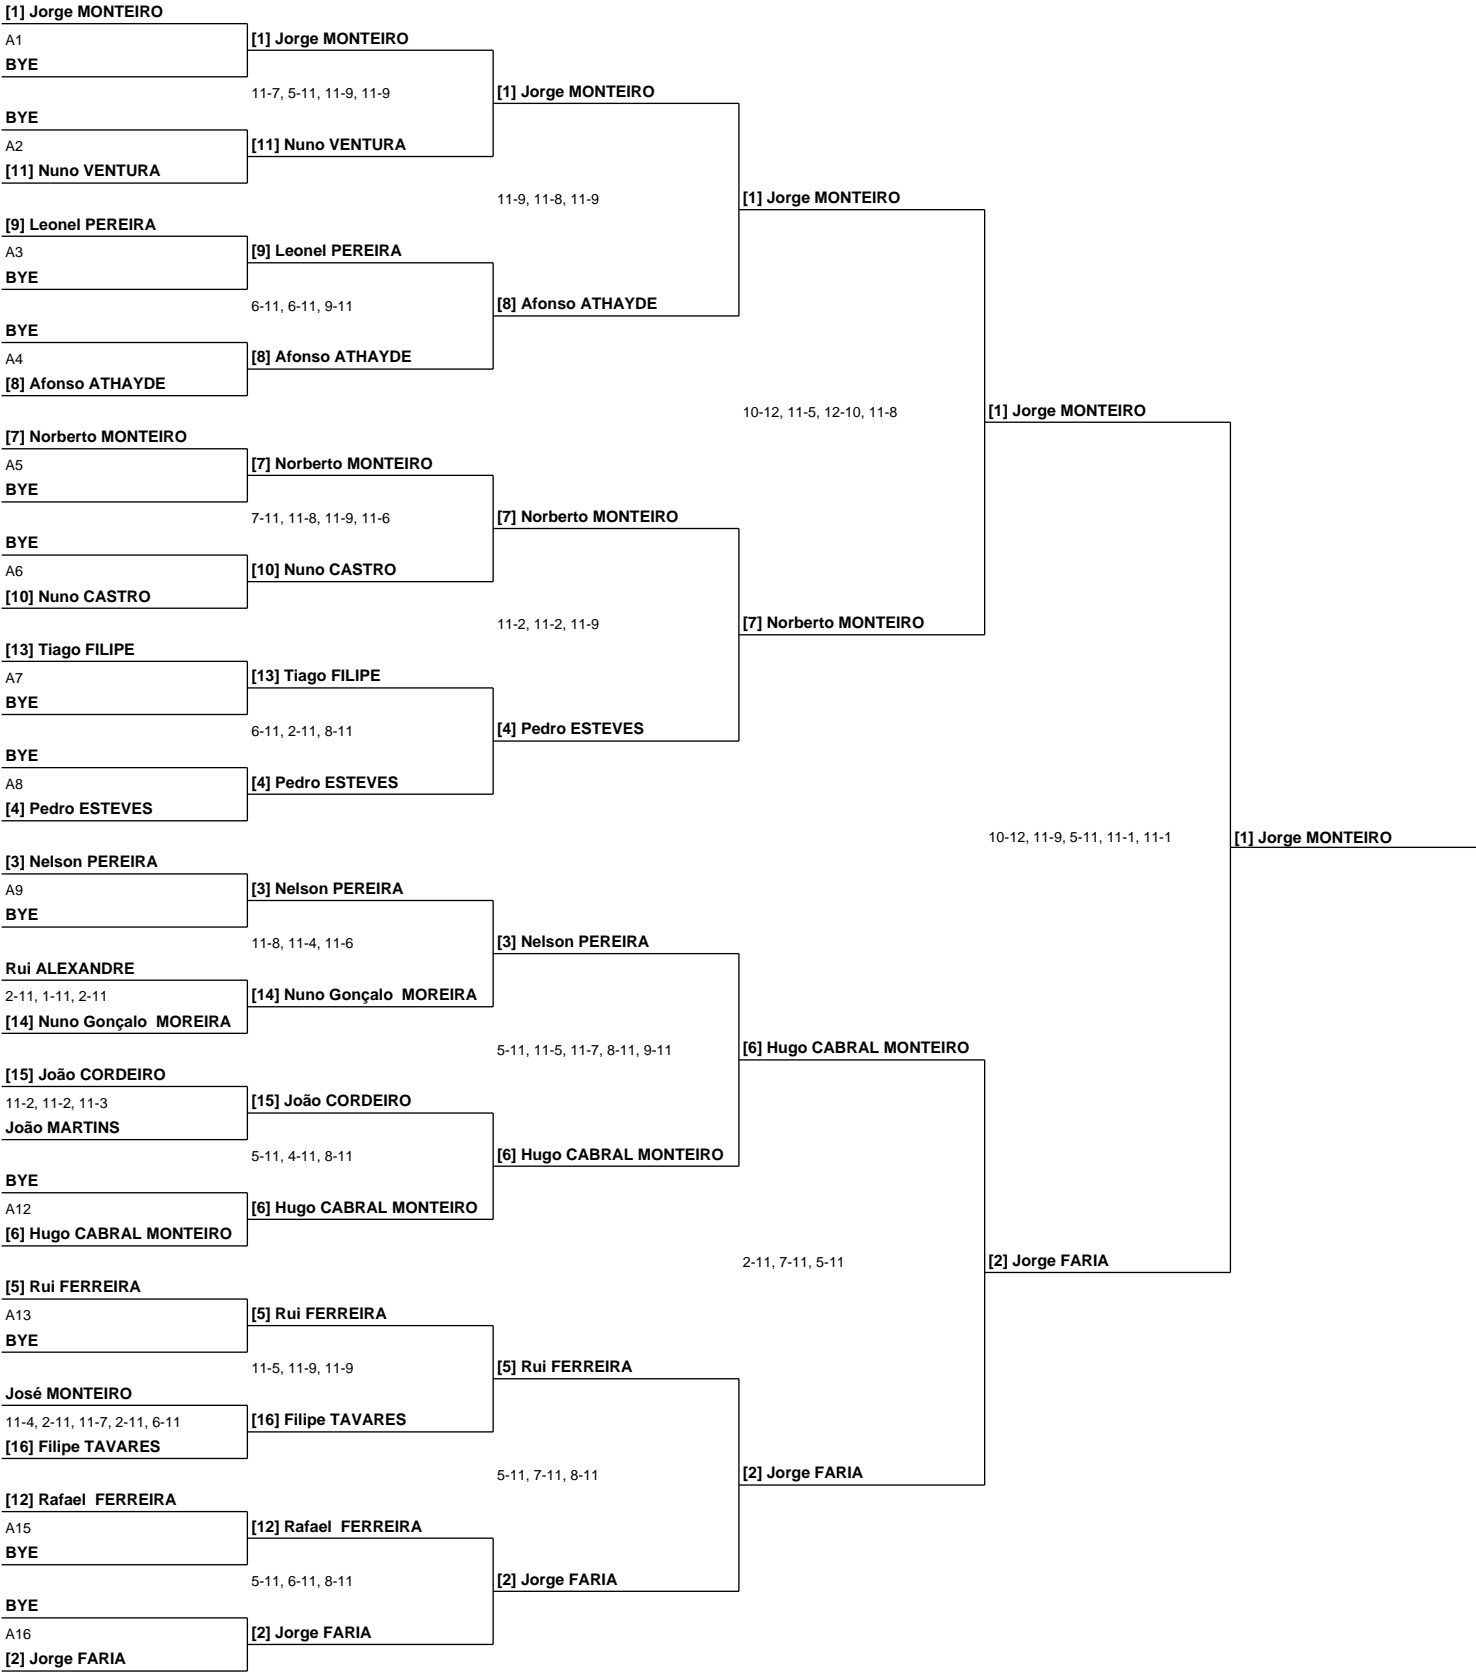 [1] Jorge MONTEIRO
A1
BYE
BYE
A2
[11] Nuno VENTURA
[9] Leonel PEREIRA
A3
BYE
BYE
A4
[8] Afonso ATHAYDE
[7] Norberto MONTEIRO
A5
BYE
BYE
A6
[10] Nuno CASTRO
[13] Tiago FILIPE
A7
BYE
BYE
A8
[4] Pedro ESTEVES
[3] Nelson PEREIRA
A9
BYE
Rui ALEXANDRE
2-11, 1-11, 2-11
[14] Nuno Gonçalo  MOREIRA
[15] João CORDEIRO
11-2, 11-2, 11-3
João MARTINS
BYE
A12
[6] Hugo CABRAL MONTEIRO
[5] Rui FERREIRA
A13
BYE
José MONTEIRO
11-4, 2-11, 11-7, 2-11, 6-11
[16] Filipe TAVARES
[12] Rafael  FERREIRA
A15
BYE
BYE
A16
[2] Jorge FARIA
[1] Jorge MONTEIRO
11-7, 5-11, 11-9, 11-9
[11] Nuno VENTURA
[9] Leonel PEREIRA
6-11, 6-11, 9-11
[8] Afonso ATHAYDE
[7] Norberto MONTEIRO
7-11, 11-8, 11-9, 11-6
[10] Nuno CASTRO
[13] Tiago FILIPE
6-11, 2-11, 8-11
[4] Pedro ESTEVES
[3] Nelson PEREIRA
11-8, 11-4, 11-6
[14] Nuno Gonçalo  MOREIRA
[15] João CORDEIRO
5-11, 4-11, 8-11
[6] Hugo CABRAL MONTEIRO
[5] Rui FERREIRA
11-5, 11-9, 11-9
[16] Filipe TAVARES
[12] Rafael  FERREIRA
5-11, 6-11, 8-11
[2] Jorge FARIA
[1] Jorge MONTEIRO
11-9, 11-8, 11-9
[8] Afonso ATHAYDE
[7] Norberto MONTEIRO
11-2, 11-2, 11-9
[4] Pedro ESTEVES
[3] Nelson PEREIRA
5-11, 11-5, 11-7, 8-11, 9-11
[6] Hugo CABRAL MONTEIRO
[5] Rui FERREIRA
5-11, 7-11, 8-11
[2] Jorge FARIA
[1] Jorge MONTEIRO
10-12, 11-5, 12-10, 11-8
[7] Norberto MONTEIRO
[6] Hugo CABRAL MONTEIRO
2-11, 7-11, 5-11
[2] Jorge FARIA
[1] Jorge MONTEIRO
10-12, 11-9, 5-11, 11-1, 11-1
[2] Jorge FARIA
[1] Jorge MONTEIRO